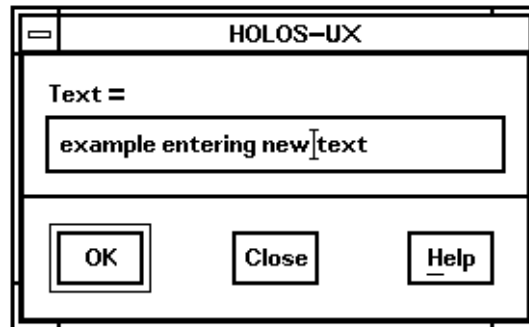 HOLOS-UX
Text =
example entering new text
OK Close Help